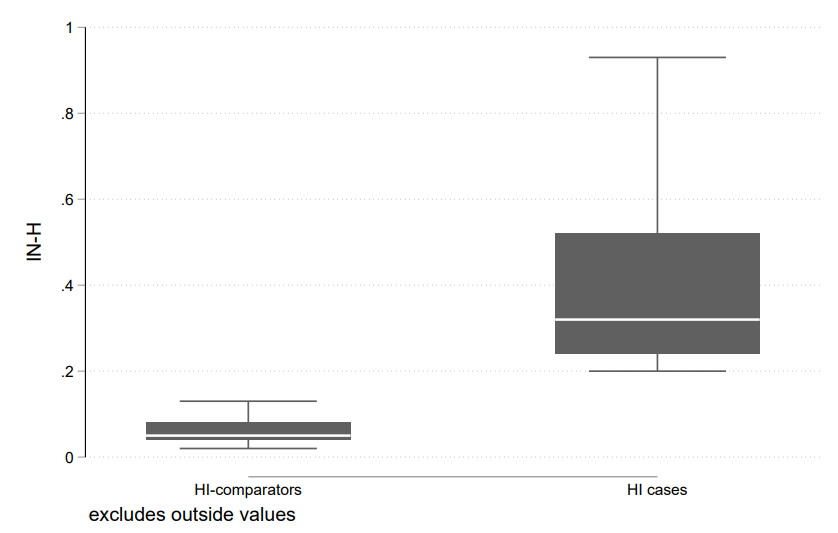 1
.8
.6
.4
.2
0
IN-H
HI-comparators
HI cases
excludes outside values